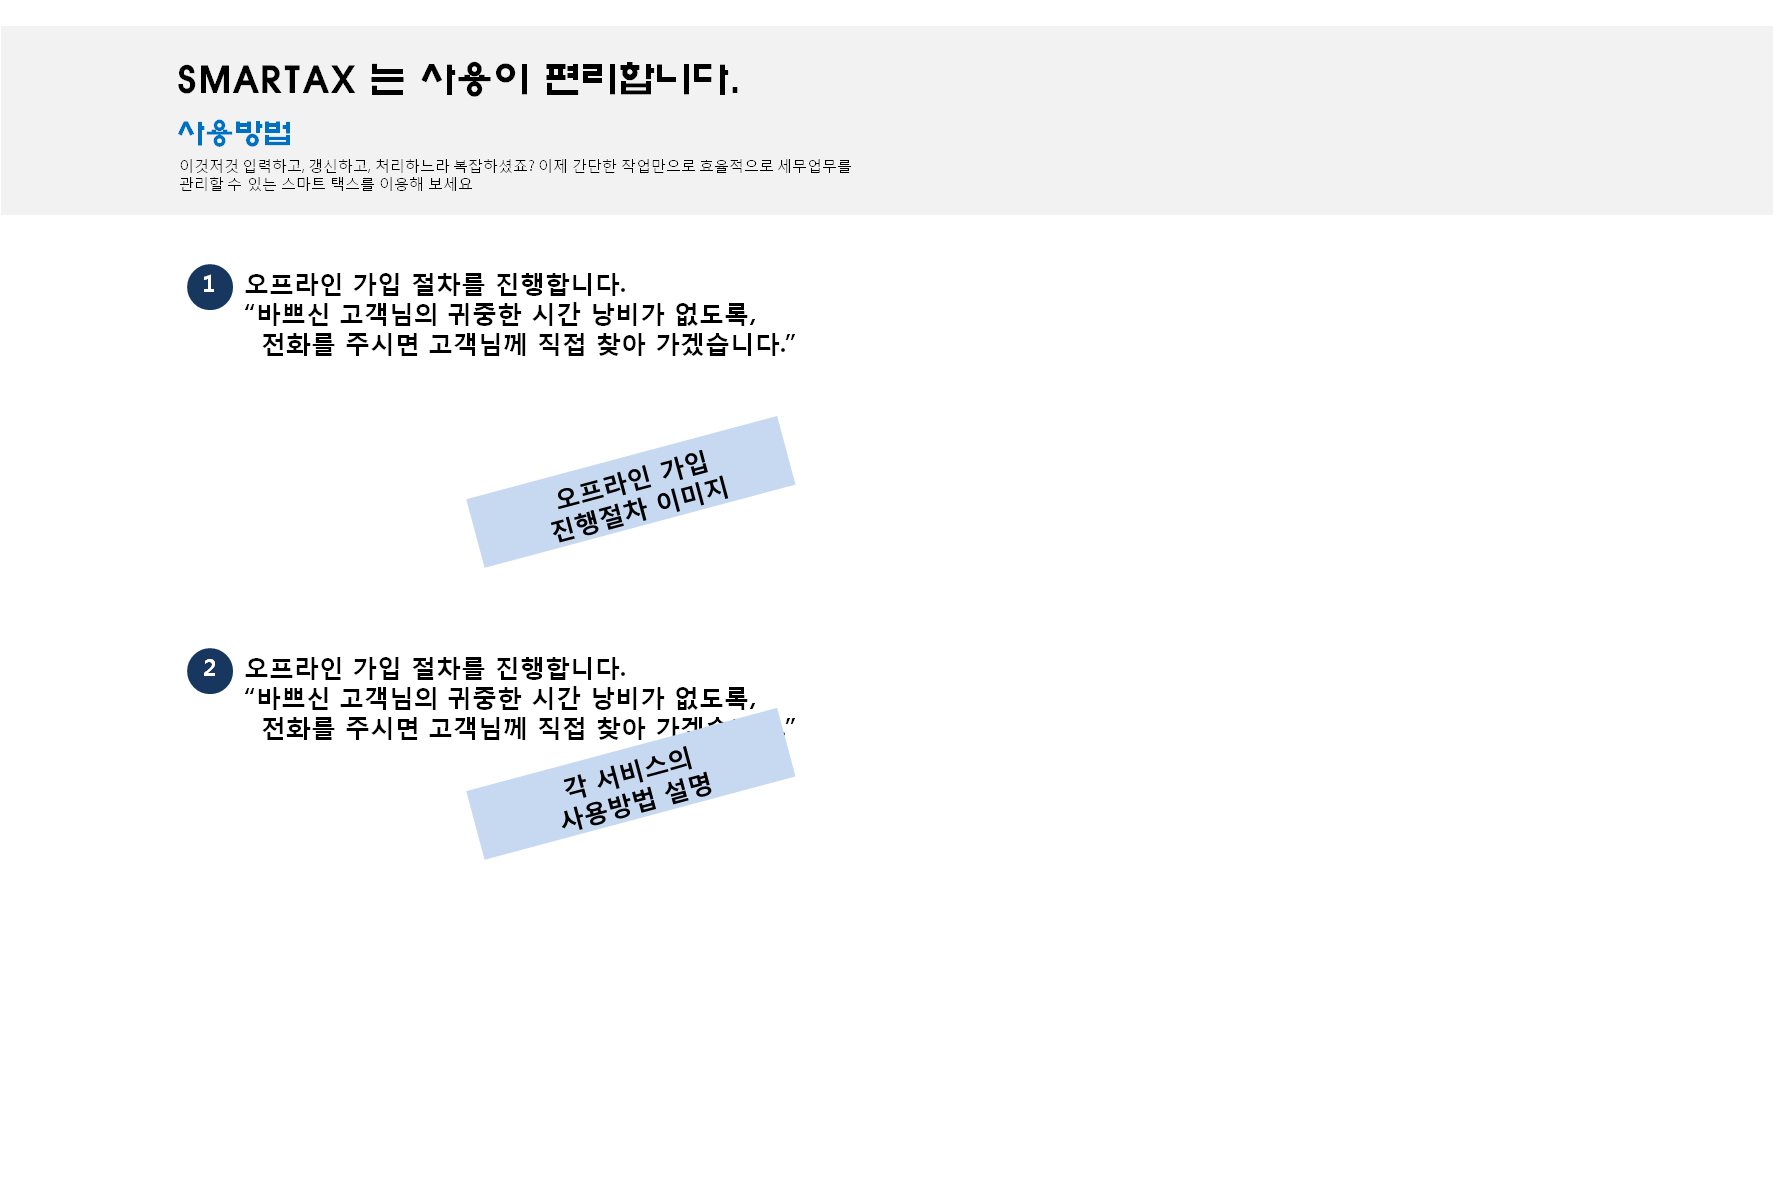 SMARTAX 는 사용이 편리합니다.
사용방법
이것저것 입력하고, 갱신하고, 처리하느라 복잡하셨죠? 이제 간단한 작업만으로 효율적으로 세무업무를
관리할 수 있는 스마트 택스를 이용해 보세요
1 오프라인 가입 절차를 진행합니다.
“바쁘신 고객님의 귀중한 시간 낭비가 없도록,
전화를 주시면 고객님께 직접 찾아 가겠습니다.”
오프라인 가입
진행절차 이미지
2 오프라인 가입 절차를 진행합니다.
“바쁘신 고객님의 귀중한 시간 낭비가 없도록,
전화를 주시면 고객님께 직접 찾아 ”
각 서비스의
사용방법 설명